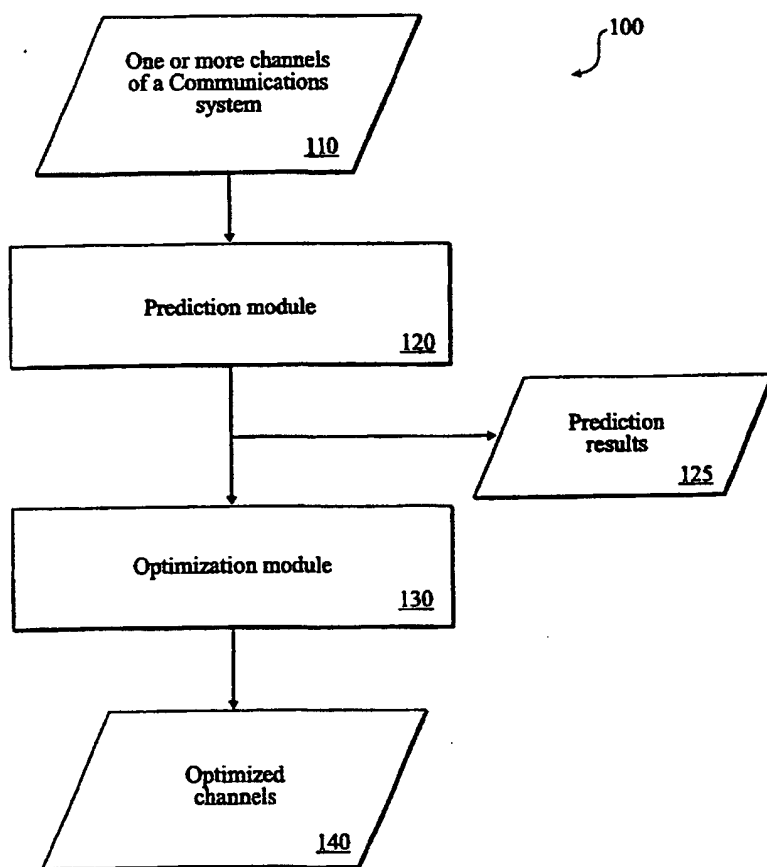 100
One or more channels
of a Communications
system
110
Prediction module
120
Prediction
results
125
Optimization module
130
Optimized
channels
140